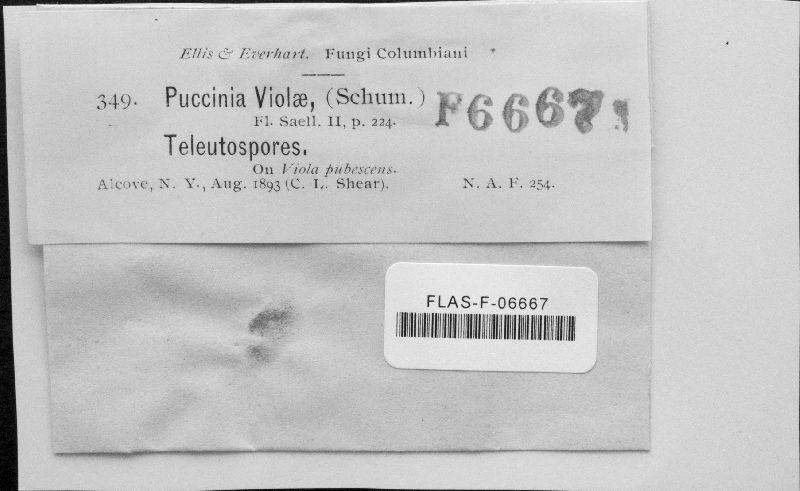 Ellis & Everhart. Fungi Columbiani
349. Puccinia Violæ, (Schum.)
F6667
Fl. Saell. II, p. 224.
Teleutospores.
On Viola pubescens.
Alcove, N. Y., Aug. 1893 (C. L. Shear). N. A. F. 254.
FLAS-F-06667